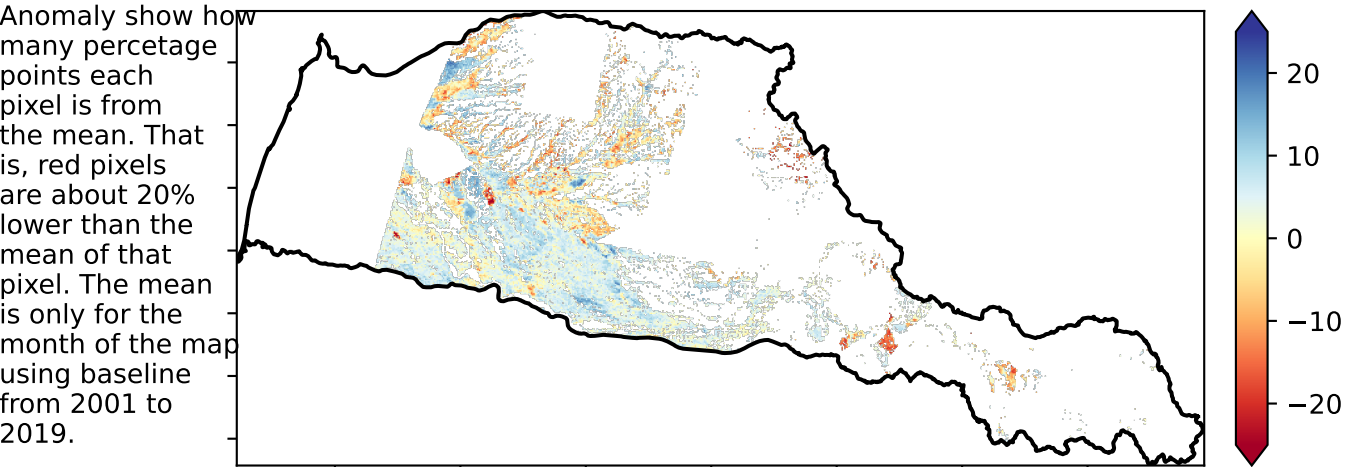 Anomaly show how
many percetage
points each
pixel is from
the mean. That
is, red pixels
are about 20%
lower than the
mean of that
pixel. The mean
is only for the
month of the map
using baseline
from 2001 to
2019.
20
10
0
−10
−20